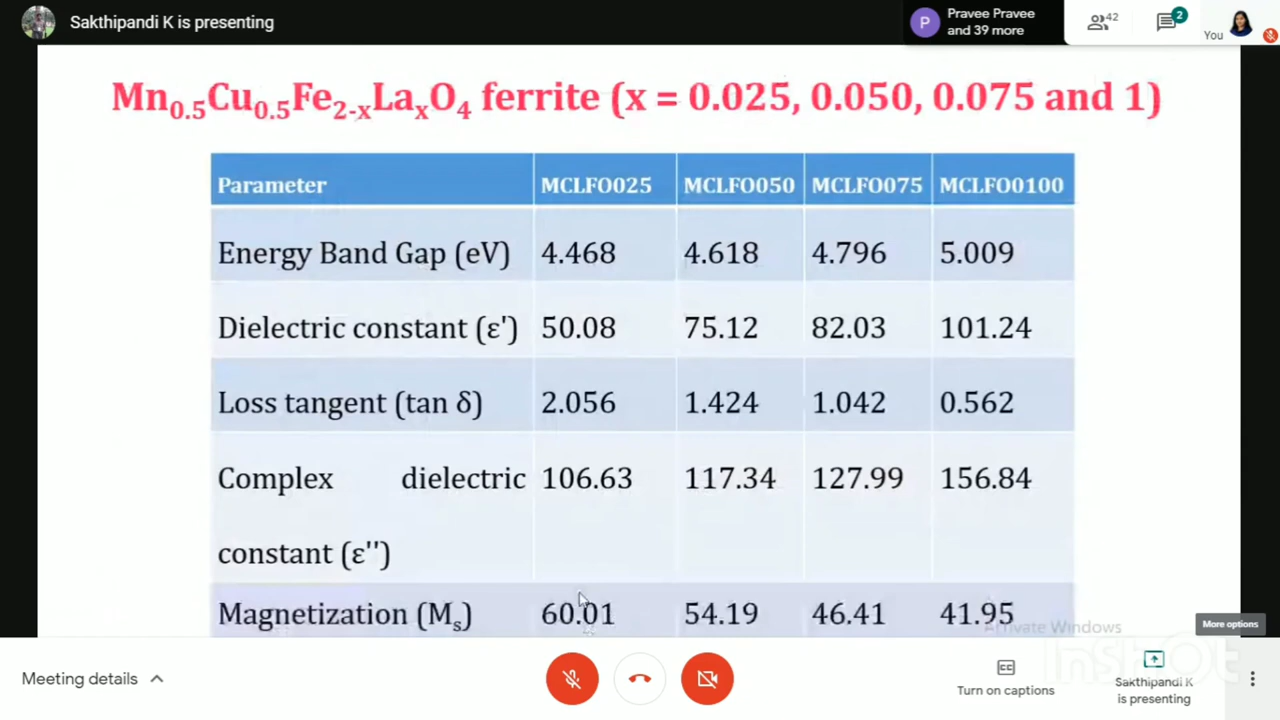 Sakthipandi K is presenting
P
Pravee Pravee
and 39 more
42
2
You
Mn0.5Cu0.5Fe2-xLaxO4 ferrite (x = 0.025, 0.050, 0.075 and 1)
Parameter MCLFO025 MCLFO050 MCLFO075 MCLFO0100
Energy Band Gap (eV) 4.468 4.618 4.796 5.009
Dielectric constant (ε') 50.08 75.12 82.03 101.24
Loss tangent (tan δ) 2.056 1.424 1.042 0.562
Complex dielectric 106.63 117.34 127.99 156.84
constant (ε'')
Magnetization (Ms) 60.01 54.19 46.41 41.95
Activate Windows
More options
InShOt
Meeting details
CC
Turn on captions
Sakthipandi K
is presenting